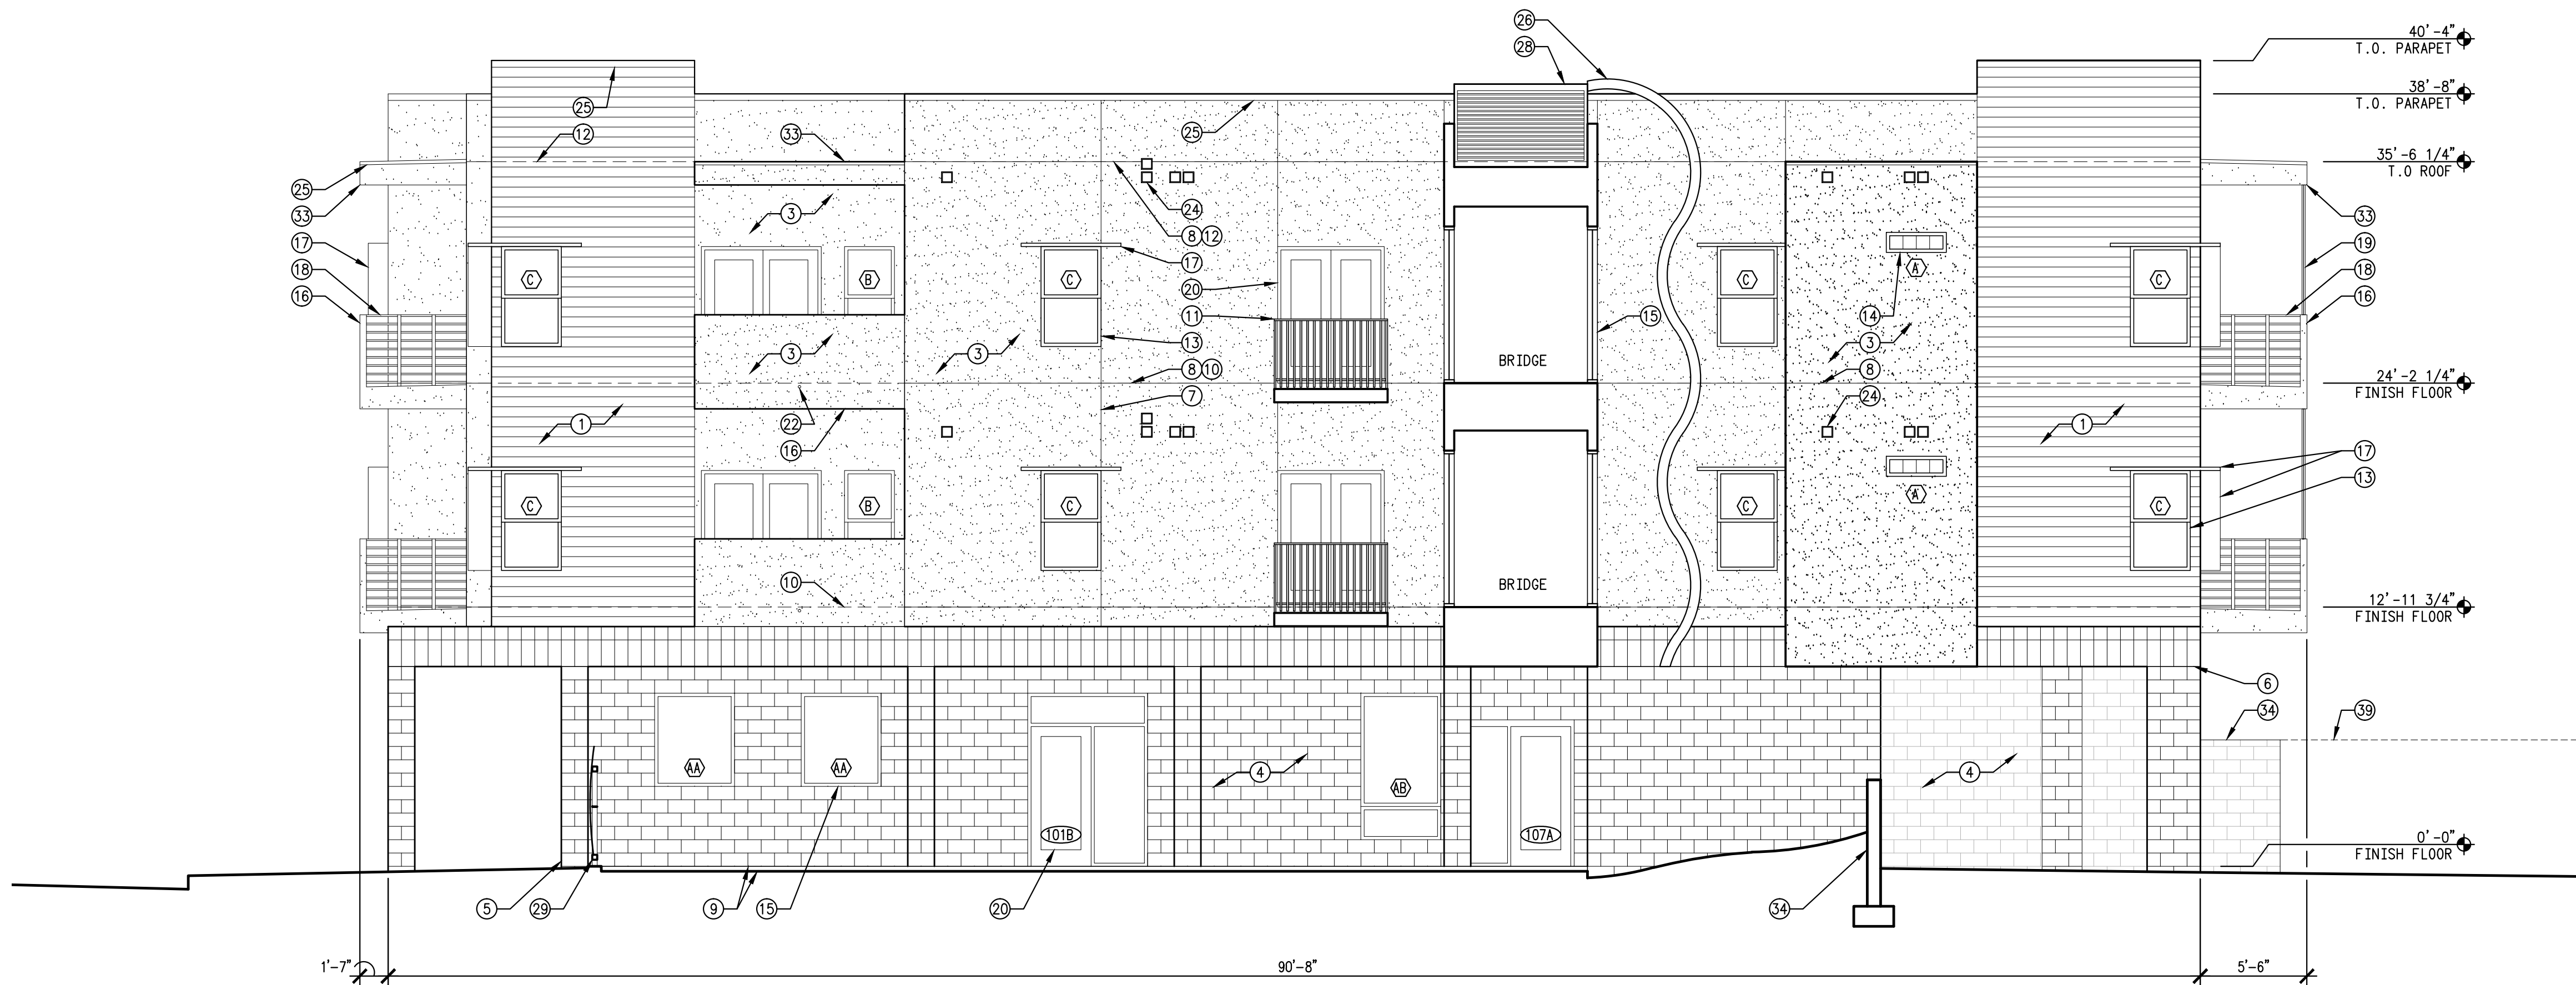 26
28
40'-4"
T.O. PARAPET
38'-8"
T.O. PARAPET
25
12
33
25
35'-6 1/4"
T.O ROOF
25
33
3
24
33
8 12
17
C
B
C
17
C
A
C
19
18
20
18
16
11
15
14
16
3
3
3
13
BRIDGE
3
8 10
8
24'-2 1/4"
FINISH FLOOR
7
24
1
22
1
16
17
C
B
C
C
A
C
13
10
BRIDGE
12'-11 3/4"
FINISH FLOOR
6
34
39
AA
AA
4
4
AB
101B
107A
0'-0"
FINISH FLOOR
5
29
9
15
20
34
1'-7"
90'-8"
5'-6"